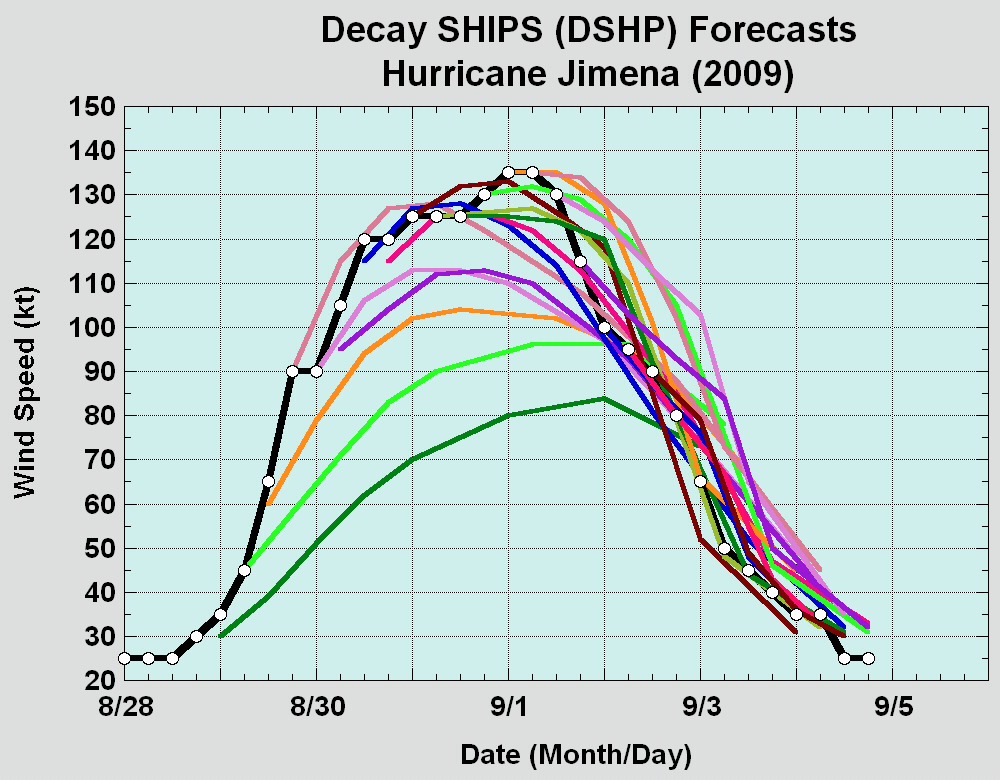 Decay SHIPS (DSHP) Forecasts
Hurricane Jimena (2009)
150
140
130
120
110
100
90
80
70
60
50
40
30
20
Wind Speed (kt)
8/28 8/30 9/1 9/3 9/5
Date (Month/Day)